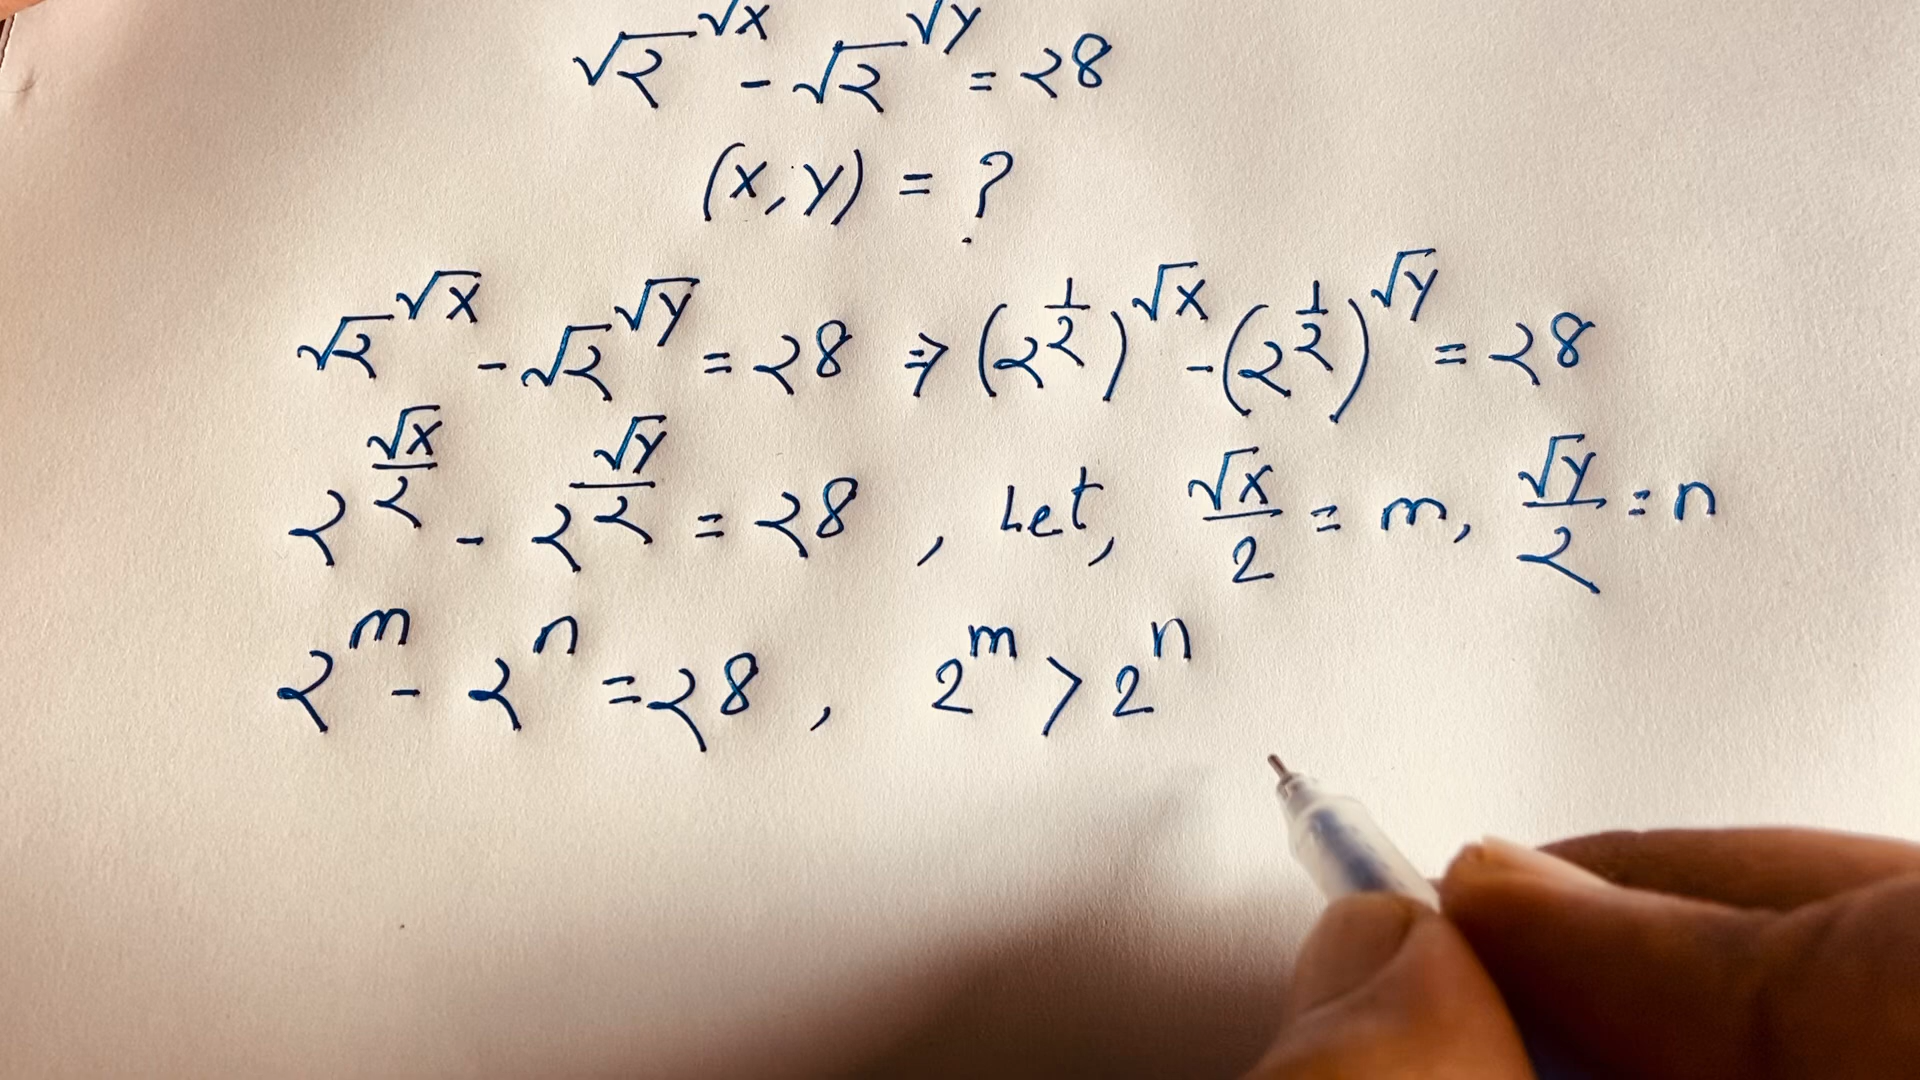 √2^√x - √2^√y = 28
(x, y) = ?
√2^√x - √2^√y = 28 ⇒ (2^(1/2))^√x - (2^(1/2))^√y = 28
2^(√x/2) - 2^(√y/2) = 28 , Let, √x/2 = m, √y/2 = n
2^m - 2^n = 28 , 2^m > 2^n